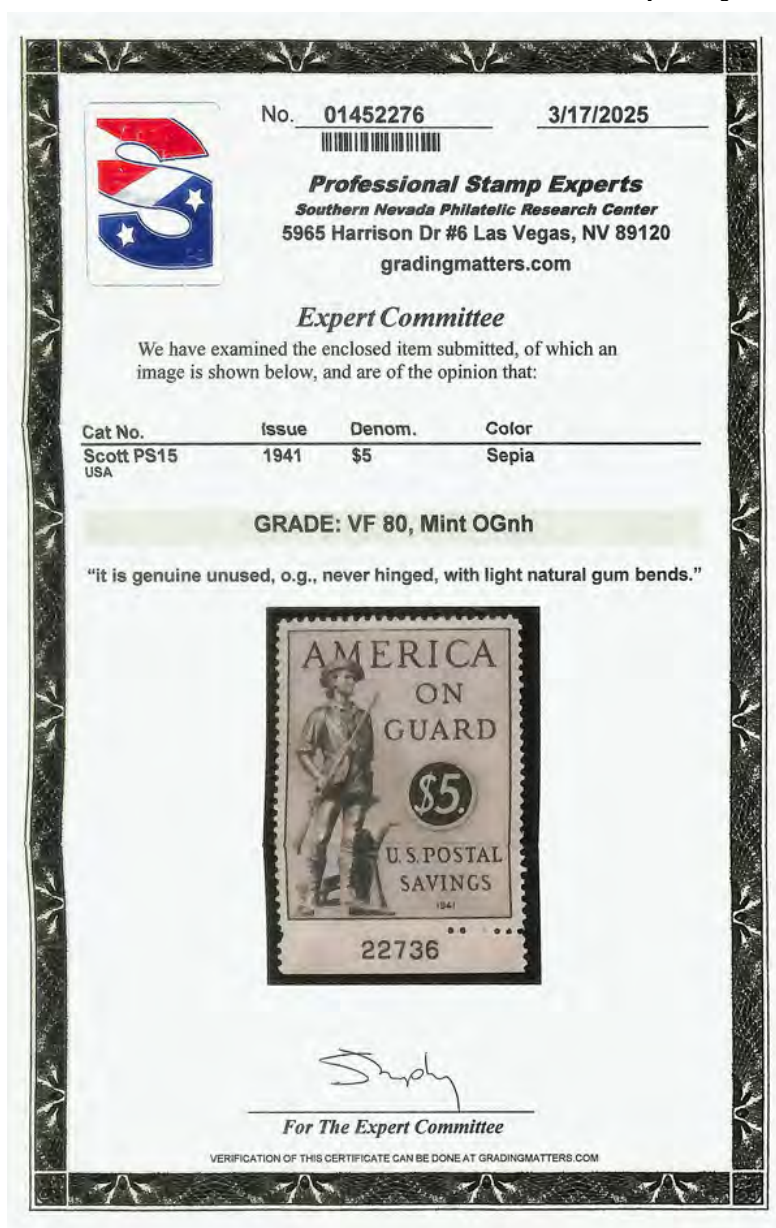 No. 01452276 3/17/2025
Professional Stamp Experts
Southern Nevada Philatelic Research Center
5965 Harrison Dr #6 Las Vegas, NV 89120
gradingmatters.com
Expert Committee
We have examined the enclosed item submitted, of which an
image is shown below, and are of the opinion that:
Cat No. Issue Denom. Color
Scott PS15 1941 $5 Sepia
USA
GRADE: VF 80, Mint OGnh
“it is genuine unused, o.g., never hinged, with light natural gum bends.”
AMERICA
ON
GUARD
$5.
U.S. POSTAL
SAVINGS
1941
22736
For The Expert Committee
VERIFICATION OF THIS CERTIFICATE CAN BE DONE AT GRADINGMATTERS.COM